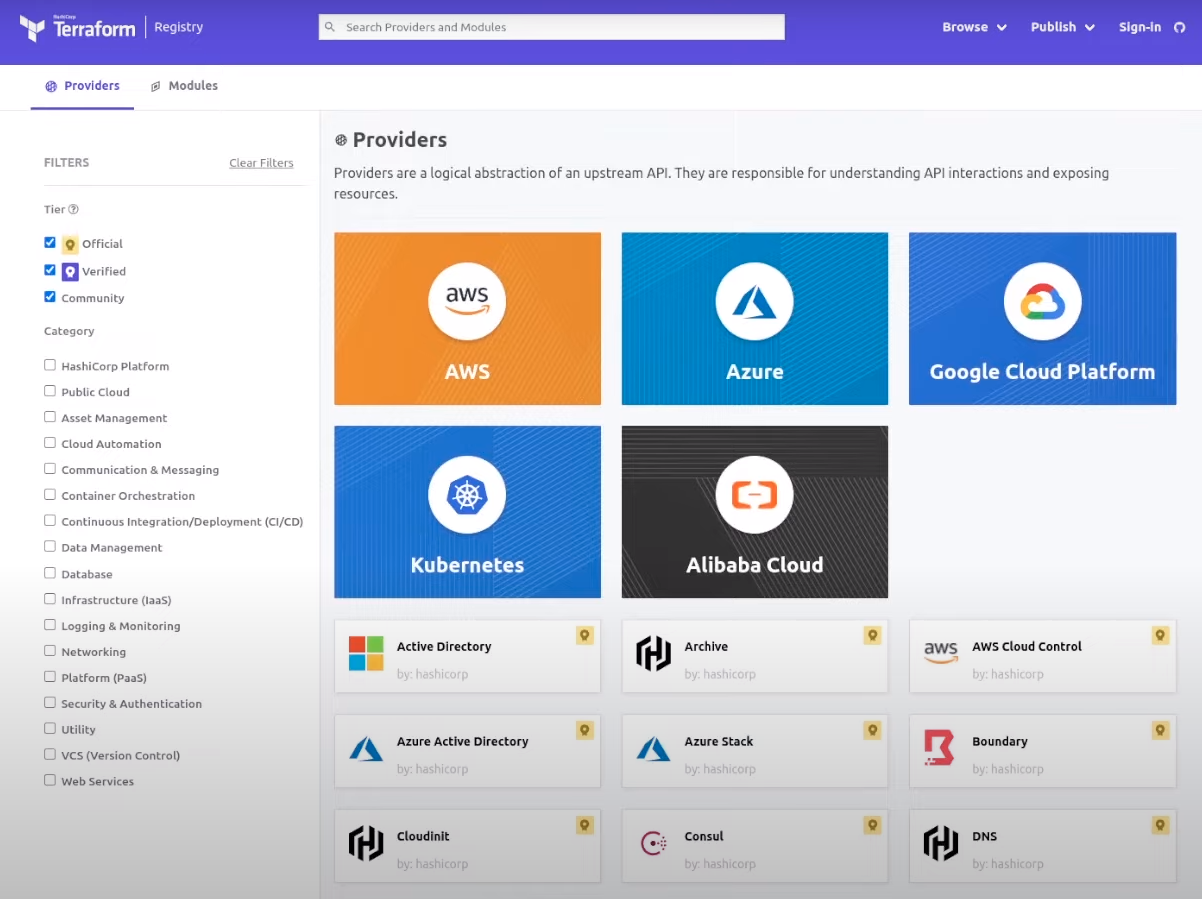 HashiCorp
Terraform
Registry
Search Providers and Modules
Browse
Publish
Sign-in
Providers
Modules
FILTERS
Clear Filters
Tier
Official
Verified
Community
Category
HashiCorp Platform
Public Cloud
Asset Management
Cloud Automation
Communication & Messaging
Container Orchestration
Continuous Integration/Deployment (CI/CD)
Data Management
Database
Infrastructure (IaaS)
Logging & Monitoring
Networking
Platform (PaaS)
Security & Authentication
Utility
VCS (Version Control)
Web Services
Providers
Providers are a logical abstraction of an upstream API. They are responsible for understanding API interactions and exposing
resources.
aws
AWS
Azure
Google Cloud Platform
Kubernetes
Alibaba Cloud
Active Directory
by: hashicorp
Archive
by: hashicorp
aws
AWS Cloud Control
by: hashicorp
Azure Active Directory
by: hashicorp
Azure Stack
by: hashicorp
Boundary
by: hashicorp
Cloudinit
by: hashicorp
Consul
by: hashicorp
DNS
by: hashicorp